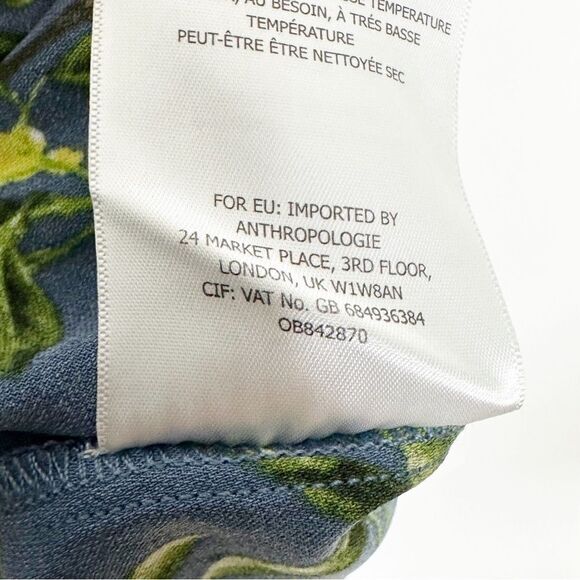 TEMPERATURE
AU BESOIN, À TRÉS BASSE
TEMPÉRATURE
PEUT-ÊTRE ÊTRE NETTOYÉE SEC
FOR EU: IMPORTED BY
ANTHROPOLOGIE
24 MARKET PLACE, 3RD FLOOR,
LONDON, UK W1W8AN
CIF: VAT No. GB 684936384
OB842870